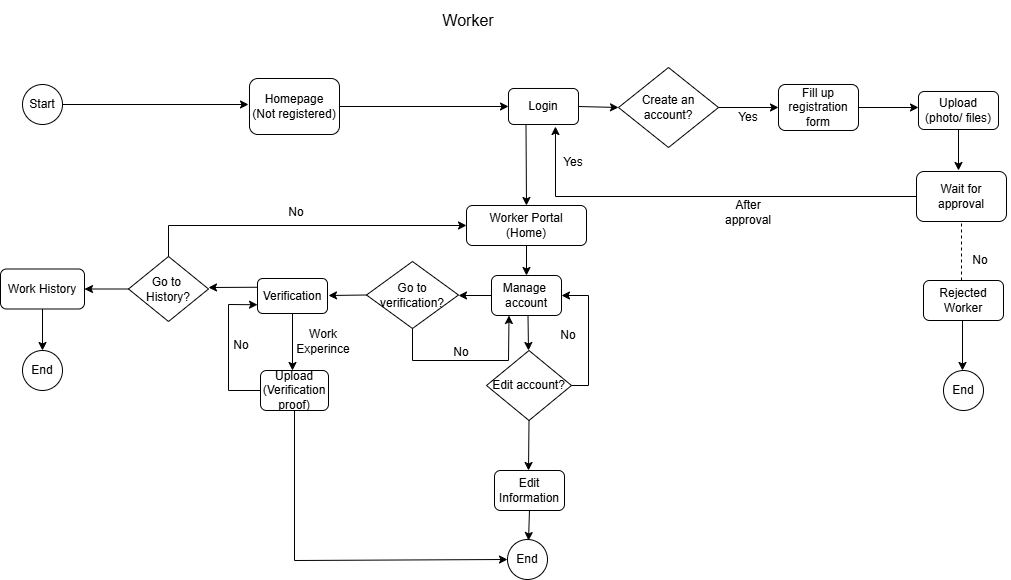 Worker
Start
Homepage
(Not registered)
Login
Create an
account?
Yes
Fill up
registration
form
Upload
(photo/ files)
Yes
After
approval
Wait for
approval
No
Rejected
Worker
End
No
Worker Portal
(Home)
Work History
Go to
History?
Verification
Go to
verification?
Manage
account
No
No
Work
Experince
No
Upload
(Verification
proof)
Edit account?
End
Edit
Information
End